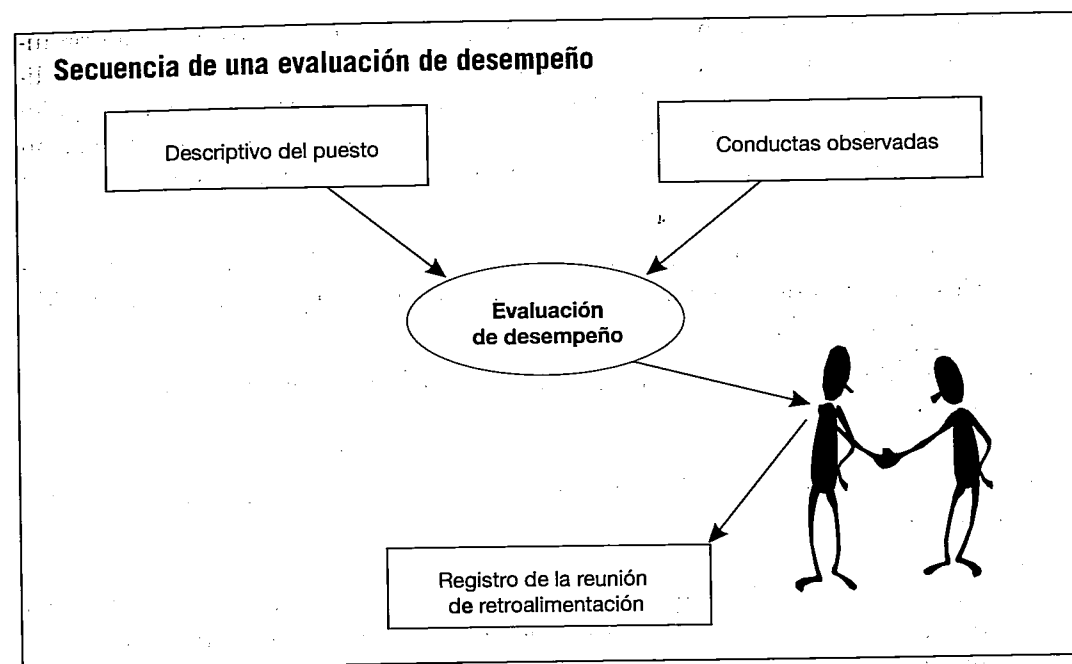 Secuencia de una evaluación de desempeño
Descriptivo del puesto
Conductas observadas
Evaluación
de desempeño
Registro de la reunión
de retroalimentación